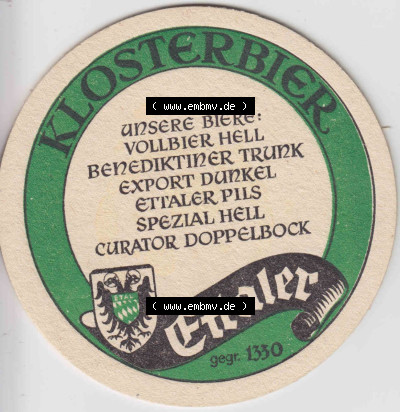 KLOSTERBIER
( www.embmv.de )
UNSERE BIERE:
VOLLBIER HELL
BENEDIKTINER TRUNK
EXPORT DUNKEL
ETTALER PILS
SPEZIAL HELL
CURATOR DOPPELBOCK
ETAL
( www.embmv.de )
Ettaler
gegr. 1330